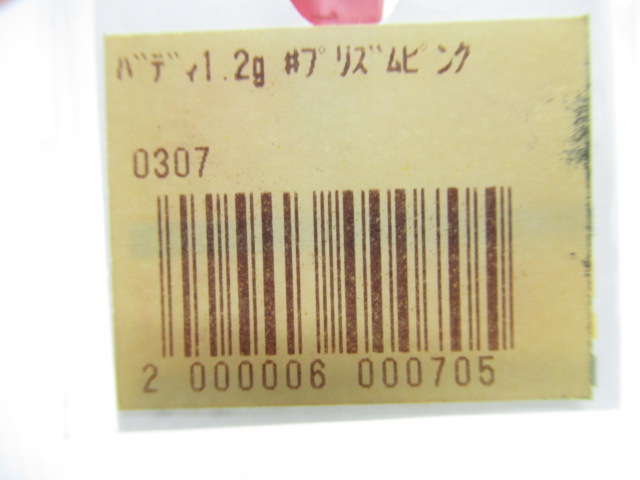 ﾊﾞﾃﾞｨ1.2g #ﾌﾟﾘｽﾞﾑﾋﾟﾝｸ
0307
2 000006 000705